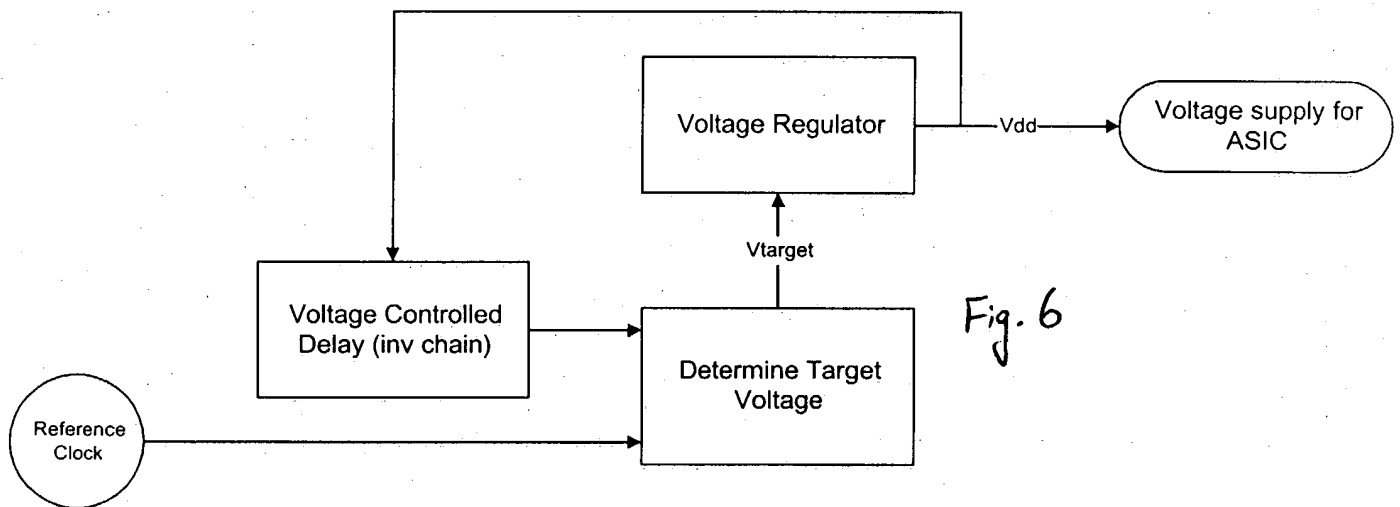 Voltage Regulator
Vdd
Voltage supply for
ASIC
Vtarget
Voltage Controlled
Delay (inv chain)
Determine Target
Voltage
Reference
Clock
Fig. 6